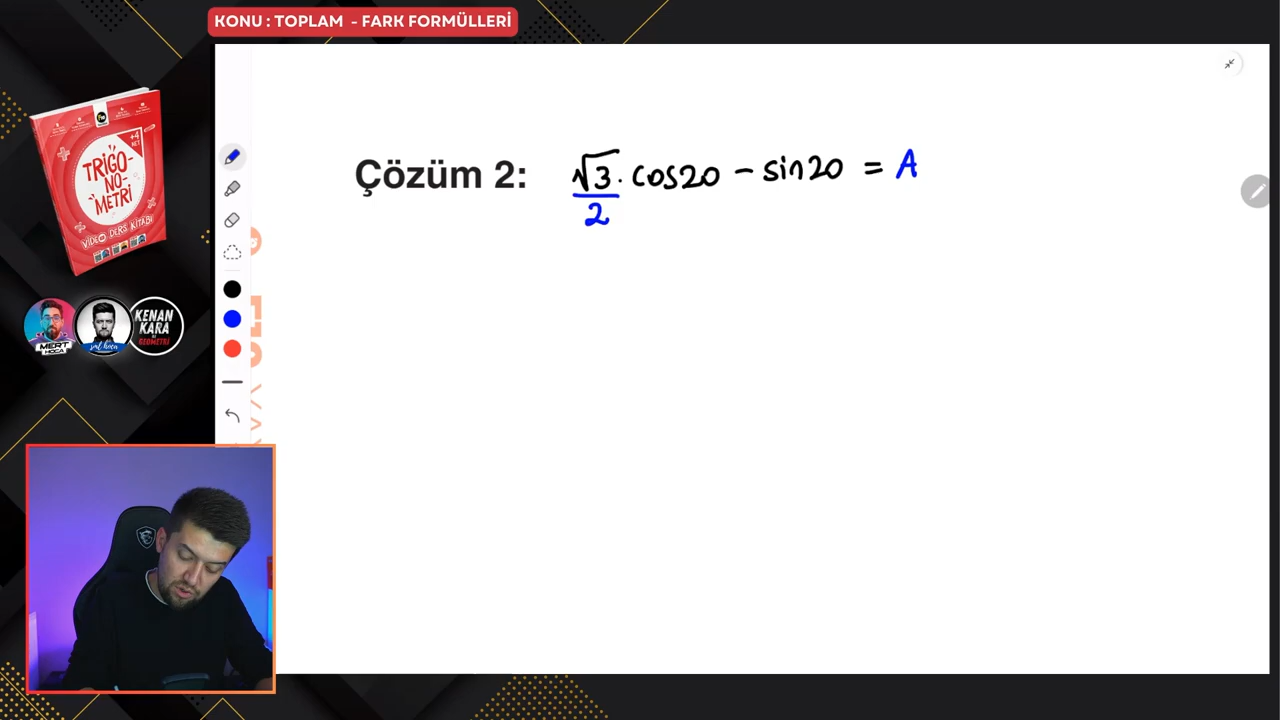 KONU : TOPLAM - FARK FORMÜLLERİ
+4 NET
TRİGO-
NO-
METRİ
VİDEO DERS KİTABI
MERT HOCA
KENAN KARA
GEOMETRİ
Çözüm 2: √3/2 . cos20 - sin20 = A